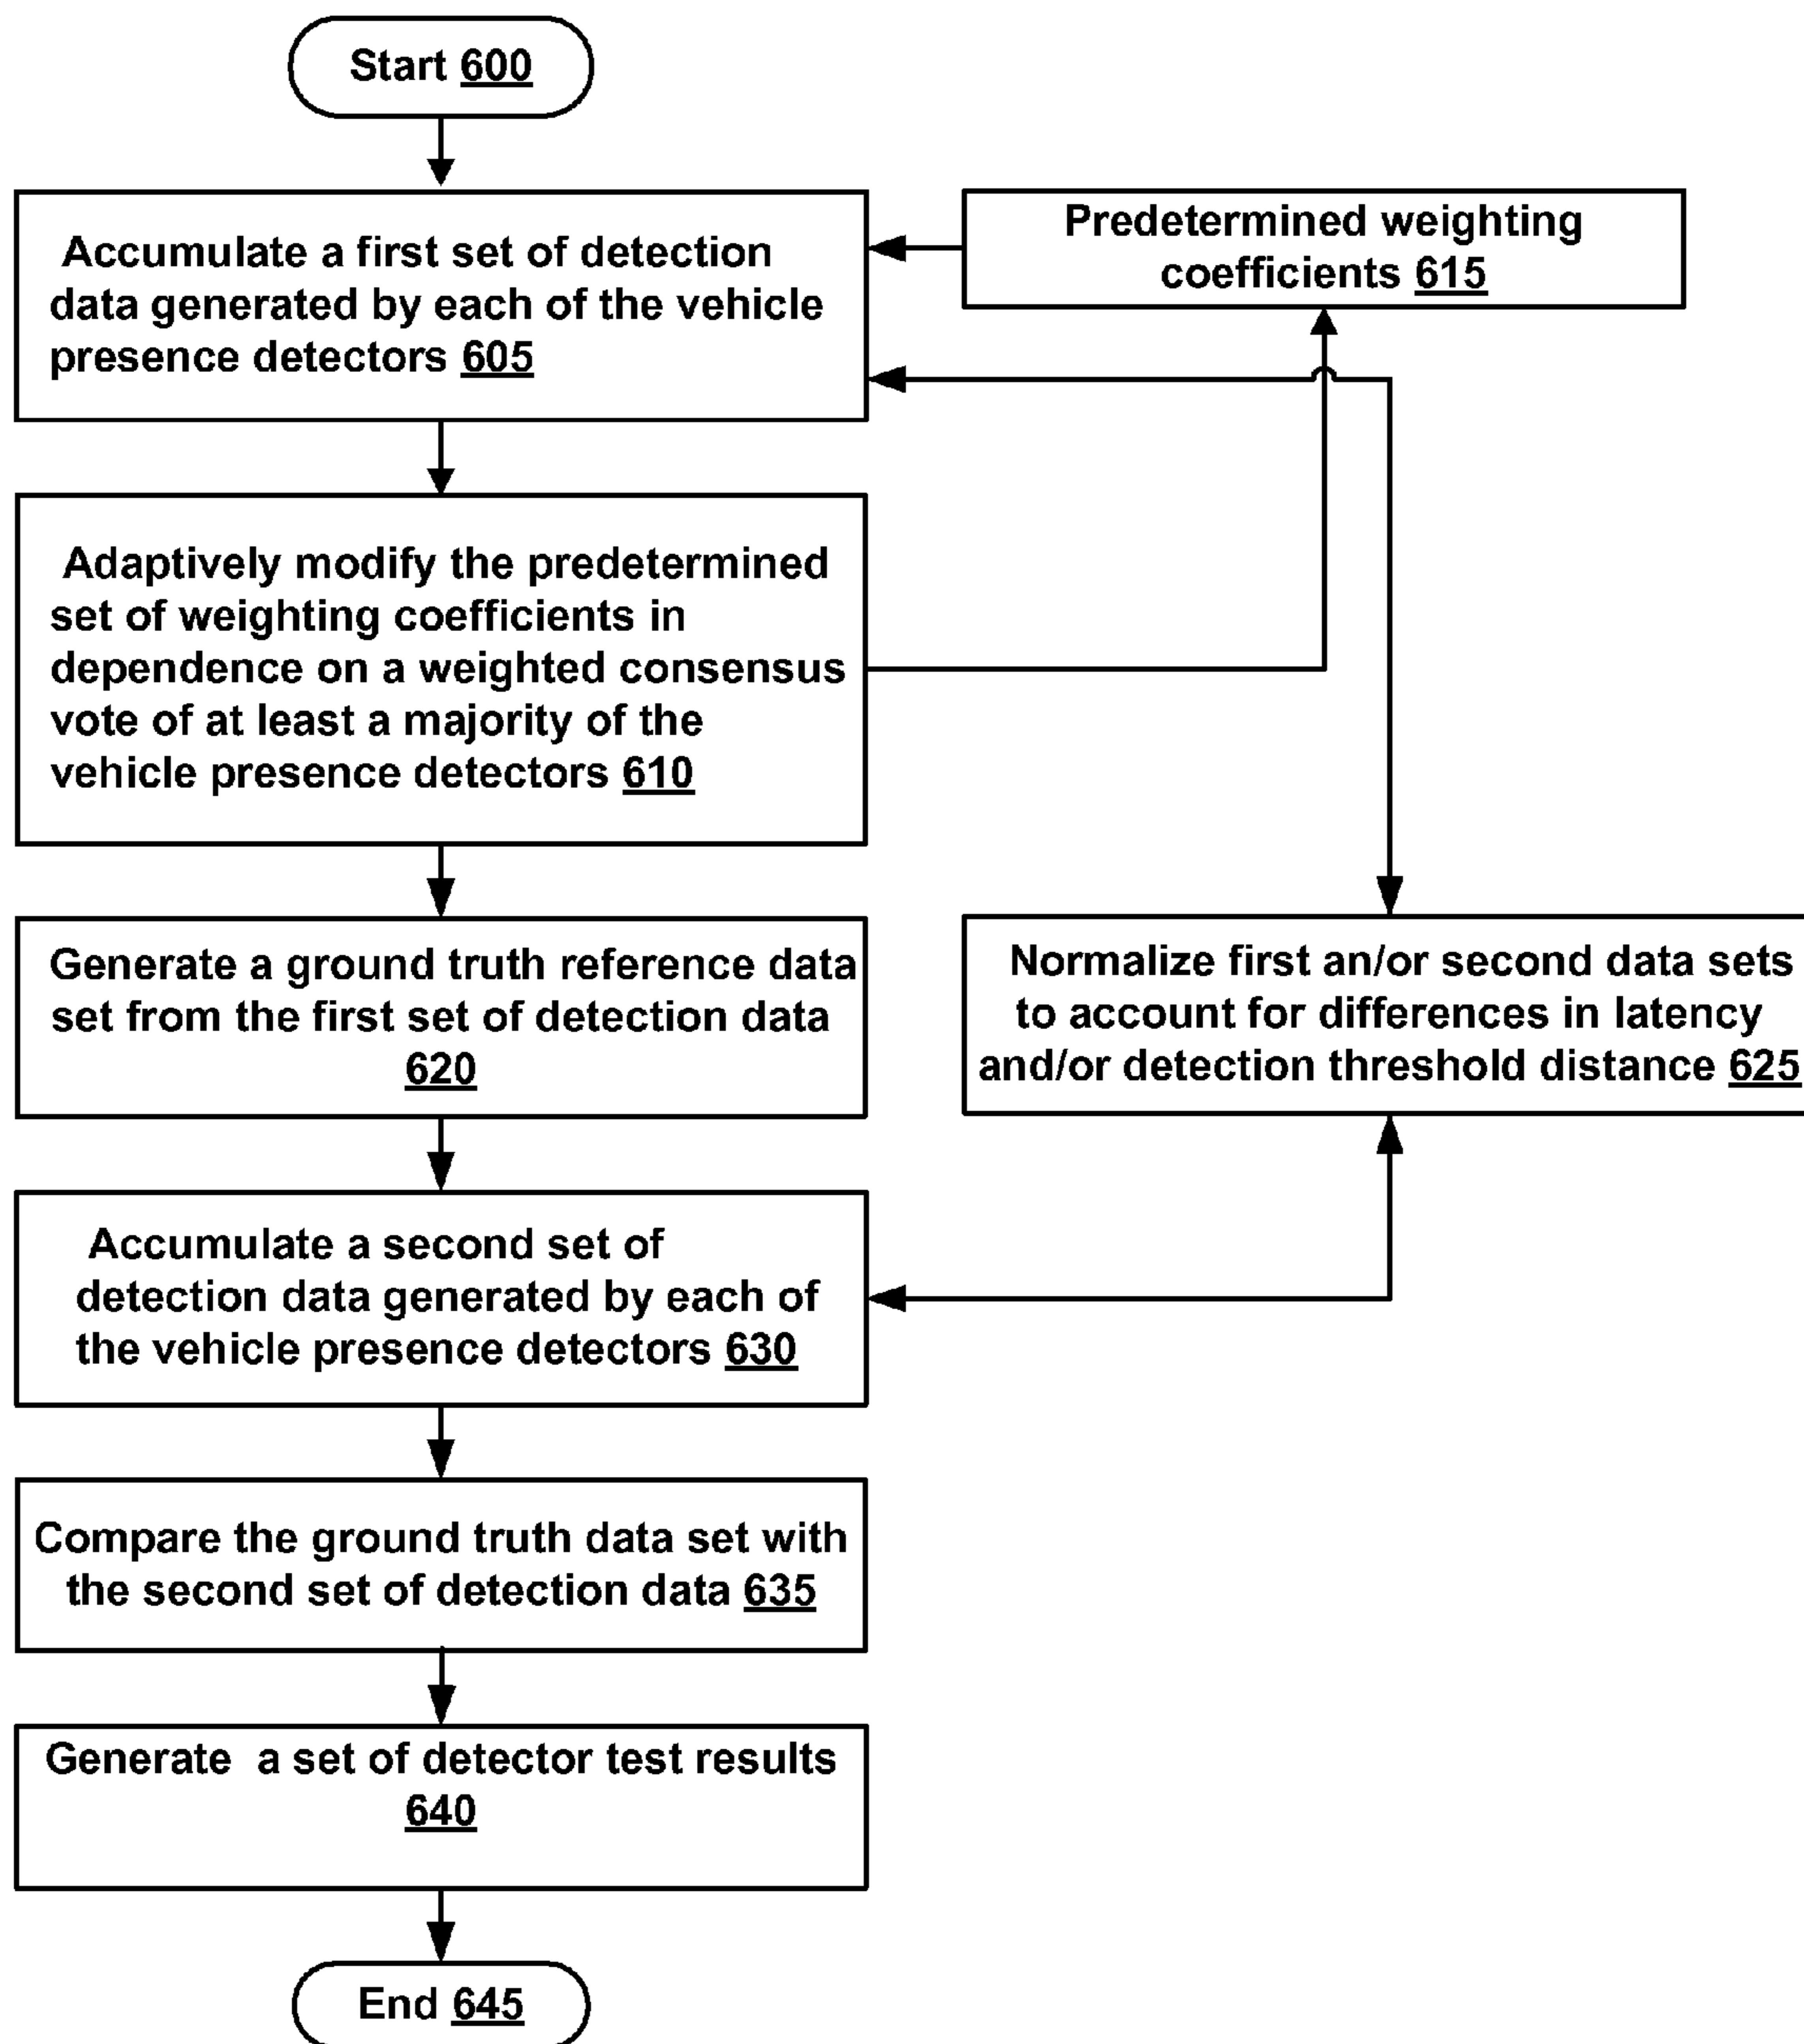 Start 600
Accumulate a first set of detection
data generated by each of the vehicle
presence detectors 605
Predetermined weighting
coefficients 615
Adaptively modify the predetermined
set of weighting coefficients in
dependence on a weighted consensus
vote of at least a majority of the
vehicle presence detectors 610
Generate a ground truth reference data
set from the first set of detection data
620
Normalize first an/or second data sets
to account for differences in latency
and/or detection threshold distance 625
Accumulate a second set of
detection data generated by each of
the vehicle presence detectors 630
Compare the ground truth data set with
the second set of detection data 635
Generate a set of detector test results
640
End 645